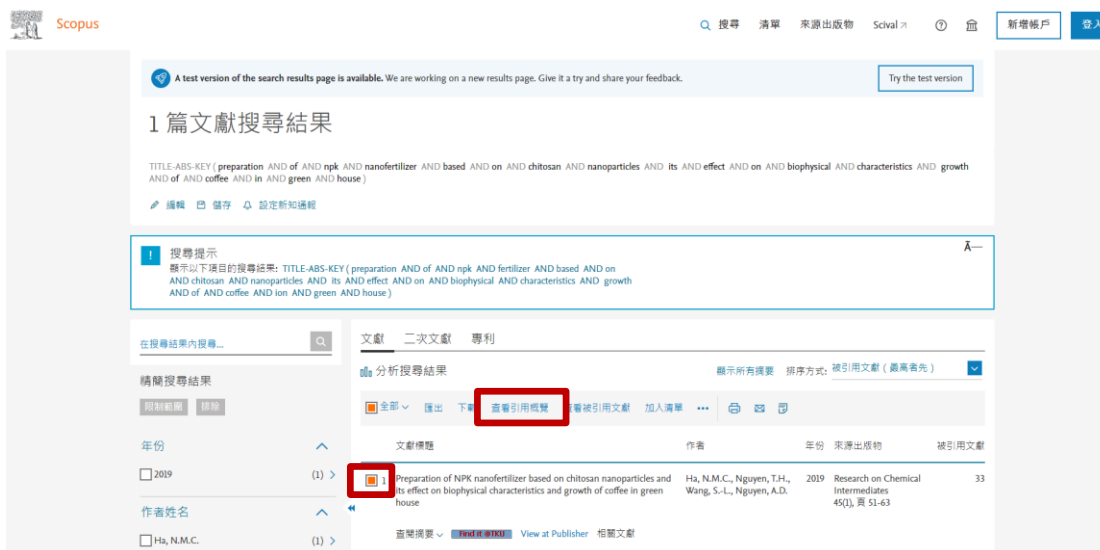 Scopus
搜尋 清單 來源出版物 Scival ↗ 新增帳戶 登入
A test version of the search results page is available. We are working on a new results page. Give it a try and share your feedback.
Try the test version
1 篇文獻搜尋結果
TITLE-ABS-KEY ( preparation AND of AND npk AND nanofertilizer AND based AND on AND chitosan AND nanoparticles AND its AND effect AND on AND biophysical AND characteristics AND growth
AND of AND coffee AND in AND green AND house )
編輯 儲存 設定新知通報
搜尋提示
Ã—
顯示以下項目的搜尋結果: TITLE-ABS-KEY ( preparation AND of AND npk AND fertilizer AND based AND on
AND chitosan AND nanoparticles AND its AND effect AND on AND biophysical AND characteristics AND growth
AND of AND coffee AND ion AND green AND house )
在搜尋結果內搜尋...
精簡搜尋結果
限制範圍 排除
年份
2019 (1)
作者姓名
Ha, N.M.C. (1)
文獻 二次文獻 專利
分析搜尋結果
顯示所有摘要 排序方式: 被引用文獻 ( 最高者先 )
全部 匯出 下載 查看引用概覽 查看被引用文獻 加入清單 •••
文獻標題 作者 年份 來源出版物 被引用文獻
1 Preparation of NPK nanofertilizer based on chitosan nanoparticles and Ha, N.M.C., Nguyen, T.H., 2019 Research on Chemical 33
its effect on biophysical characteristics and growth of coffee in green Wang, S.-L., Nguyen, A.D. Intermediates
house 45(1), 頁 51-63
查閱摘要 Find it @TKU View at Publisher 相關文獻